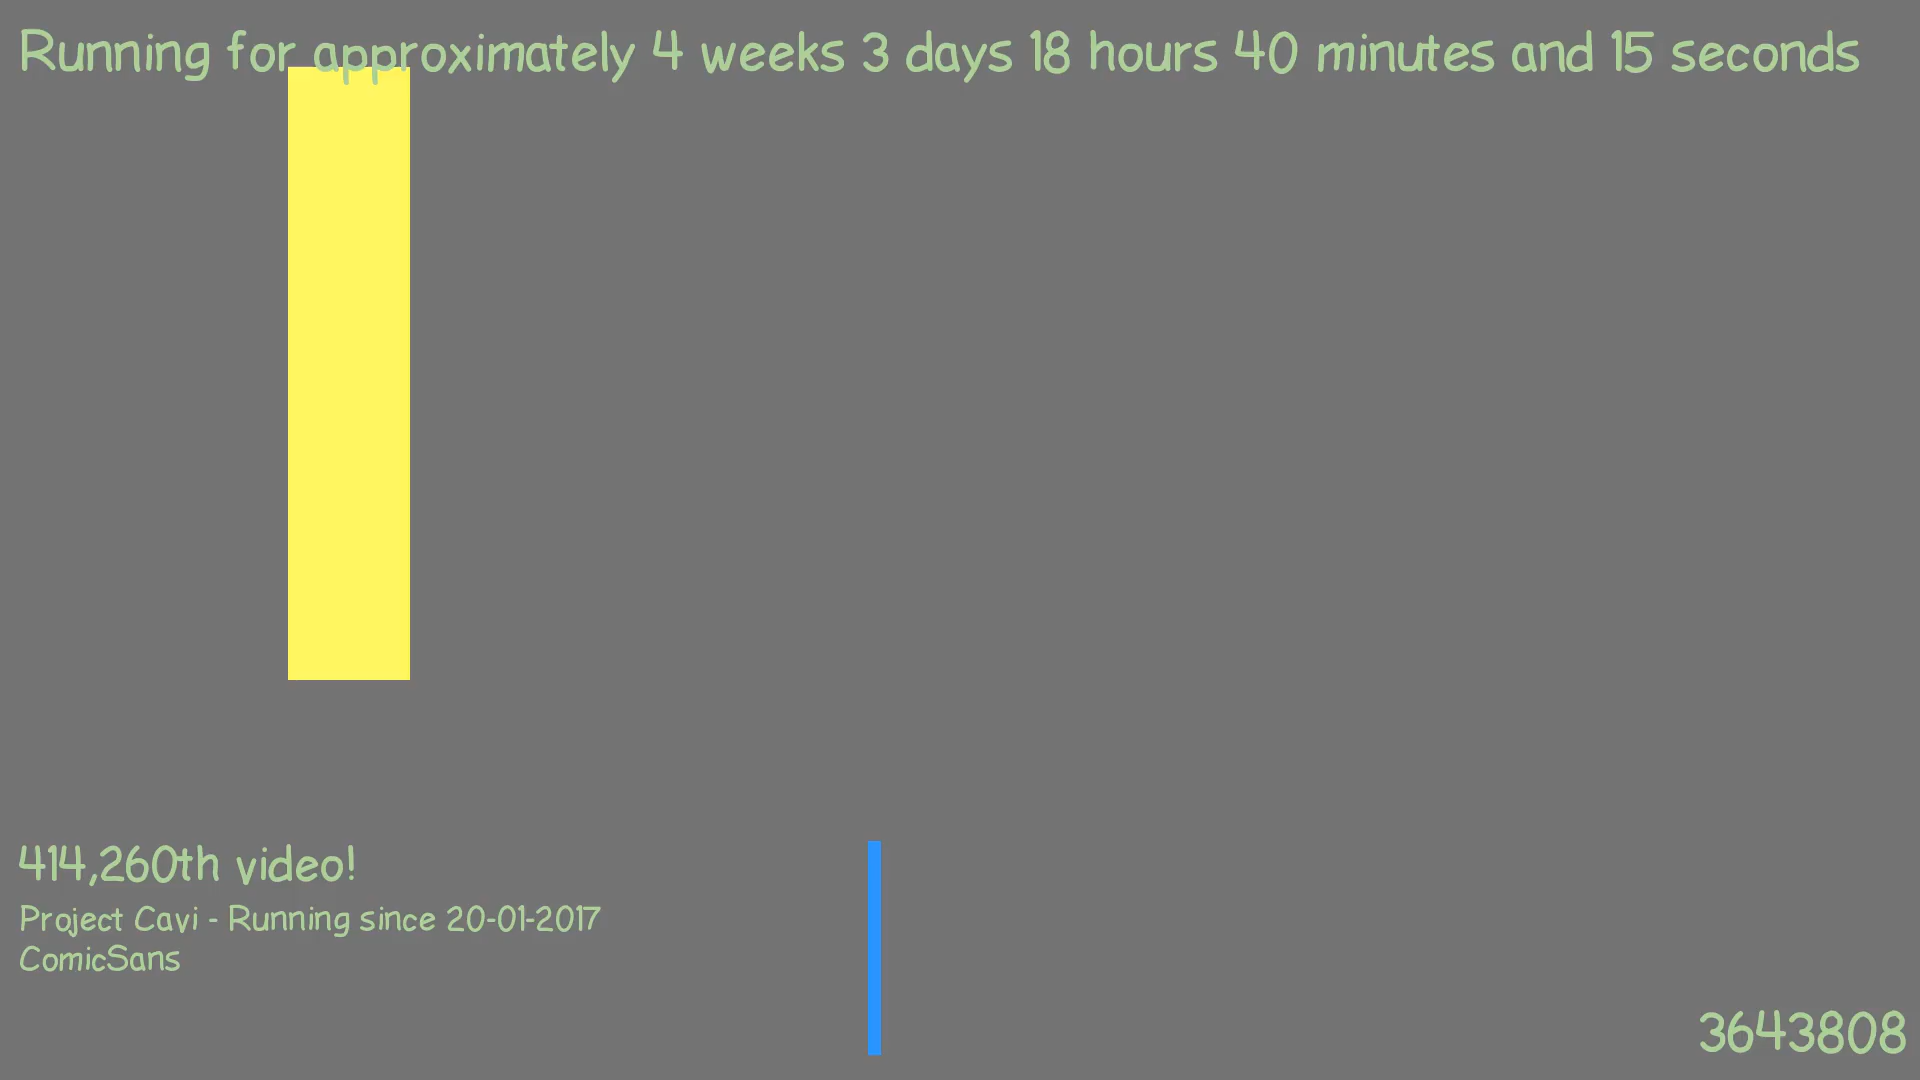 Running for approximately 4 weeks 3 days 18 hours 40 minutes and 15 seconds
414,260th video!
Project Cavi - Running since 20-01-2017
ComicSans
3643808